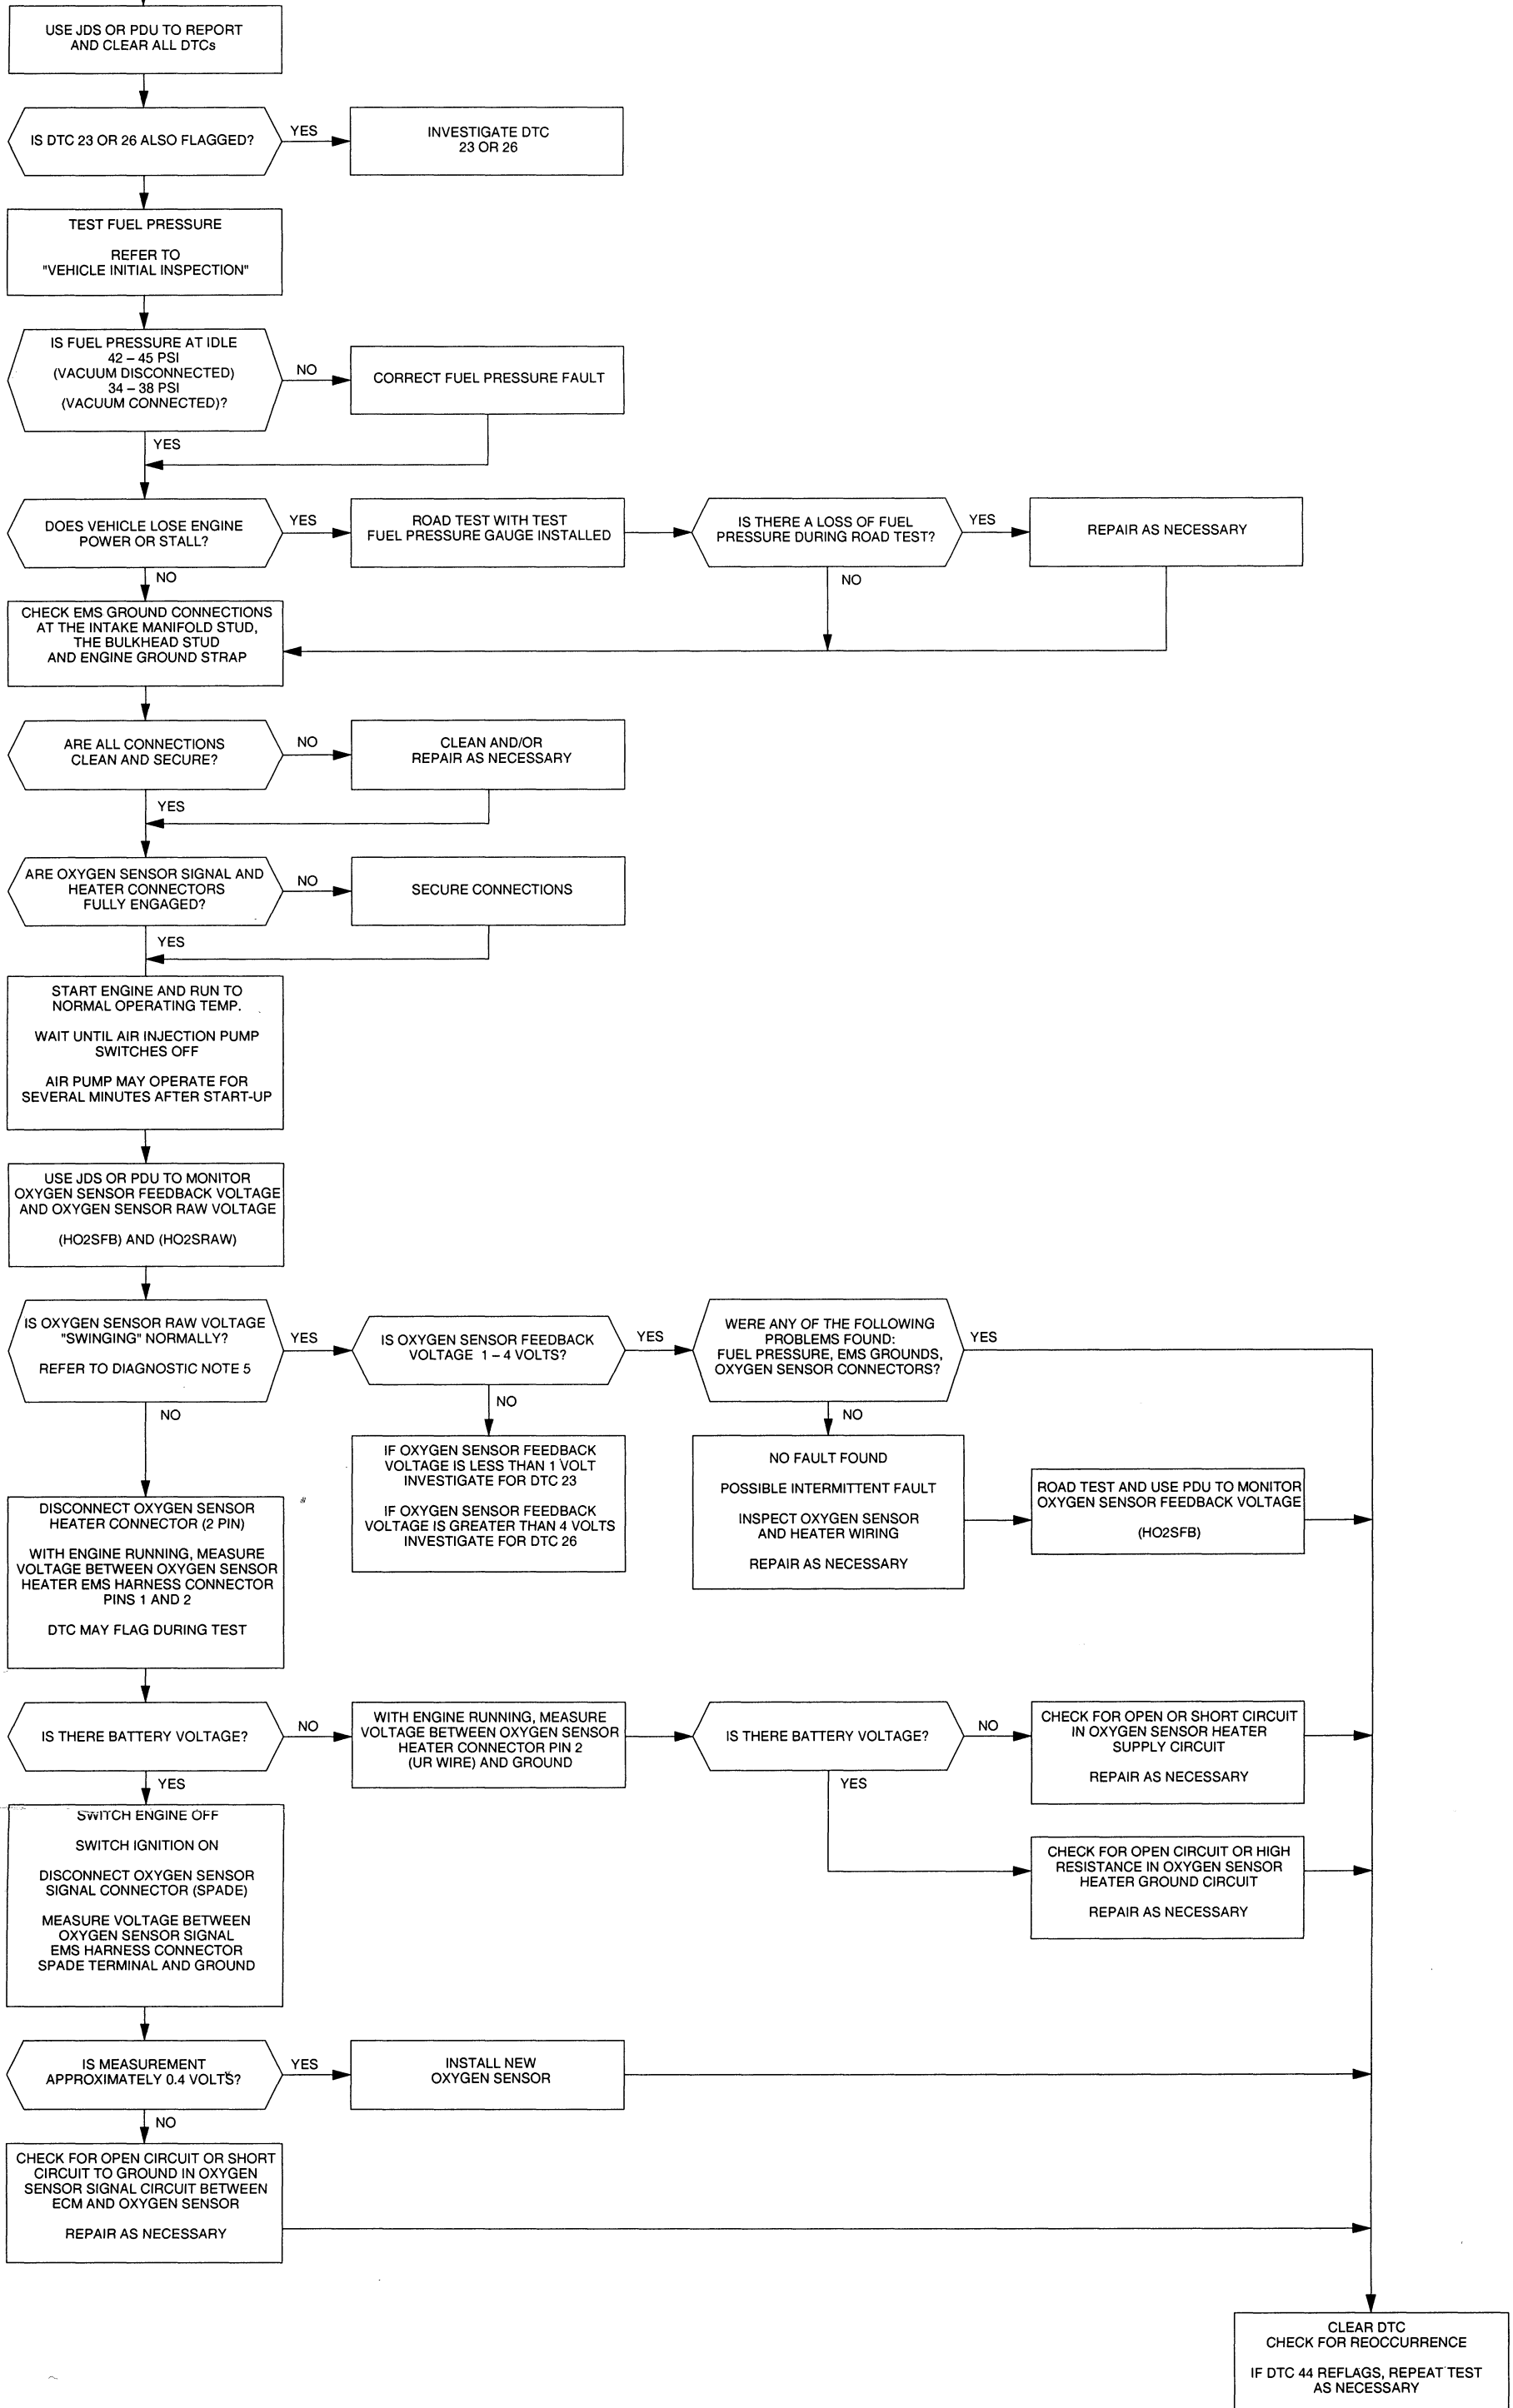 USE JDS OR PDU TO REPORT
AND CLEAR ALL DTCs
IS DTC 23 OR 26 ALSO FLAGGED?
YES
INVESTIGATE DTC
23 OR 26
TEST FUEL PRESSURE
REFER TO
"VEHICLE INITIAL INSPECTION"
IS FUEL PRESSURE AT IDLE
42 – 45 PSI
(VACUUM DISCONNECTED)
34 – 38 PSI
(VACUUM CONNECTED)?
NO
CORRECT FUEL PRESSURE FAULT
YES
DOES VEHICLE LOSE ENGINE
POWER OR STALL?
YES
ROAD TEST WITH TEST
FUEL PRESSURE GAUGE INSTALLED
IS THERE A LOSS OF FUEL
PRESSURE DURING ROAD TEST?
YES
REPAIR AS NECESSARY
NO
NO
CHECK EMS GROUND CONNECTIONS
AT THE INTAKE MANIFOLD STUD,
THE BULKHEAD STUD
AND ENGINE GROUND STRAP
ARE ALL CONNECTIONS
CLEAN AND SECURE?
NO
CLEAN AND/OR
REPAIR AS NECESSARY
YES
ARE OXYGEN SENSOR SIGNAL AND
HEATER CONNECTORS
FULLY ENGAGED?
NO
SECURE CONNECTIONS
YES
START ENGINE AND RUN TO
NORMAL OPERATING TEMP.
WAIT UNTIL AIR INJECTION PUMP
SWITCHES OFF
AIR PUMP MAY OPERATE FOR
SEVERAL MINUTES AFTER START-UP
USE JDS OR PDU TO MONITOR
OXYGEN SENSOR FEEDBACK VOLTAGE
AND OXYGEN SENSOR RAW VOLTAGE
(HO2SFB) AND (HO2SRAW)
IS OXYGEN SENSOR RAW VOLTAGE
"SWINGING" NORMALLY?
REFER TO DIAGNOSTIC NOTE 5
YES
IS OXYGEN SENSOR FEEDBACK
VOLTAGE 1 – 4 VOLTS?
YES
WERE ANY OF THE FOLLOWING
PROBLEMS FOUND:
FUEL PRESSURE, EMS GROUNDS,
OXYGEN SENSOR CONNECTORS?
YES
NO
NO
NO
IF OXYGEN SENSOR FEEDBACK
VOLTAGE IS LESS THAN 1 VOLT
INVESTIGATE FOR DTC 23
IF OXYGEN SENSOR FEEDBACK
VOLTAGE IS GREATER THAN 4 VOLTS
INVESTIGATE FOR DTC 26
NO FAULT FOUND
POSSIBLE INTERMITTENT FAULT
INSPECT OXYGEN SENSOR
AND HEATER WIRING
REPAIR AS NECESSARY
ROAD TEST AND USE PDU TO MONITOR
OXYGEN SENSOR FEEDBACK VOLTAGE
(HO2SFB)
DISCONNECT OXYGEN SENSOR
HEATER CONNECTOR (2 PIN)
WITH ENGINE RUNNING, MEASURE
VOLTAGE BETWEEN OXYGEN SENSOR
HEATER EMS HARNESS CONNECTOR
PINS 1 AND 2
DTC MAY FLAG DURING TEST
IS THERE BATTERY VOLTAGE?
NO
WITH ENGINE RUNNING, MEASURE
VOLTAGE BETWEEN OXYGEN SENSOR
HEATER CONNECTOR PIN 2
(UR WIRE) AND GROUND
IS THERE BATTERY VOLTAGE?
NO
CHECK FOR OPEN OR SHORT CIRCUIT
IN OXYGEN SENSOR HEATER
SUPPLY CIRCUIT
REPAIR AS NECESSARY
YES
YES
SWITCH ENGINE OFF
SWITCH IGNITION ON
DISCONNECT OXYGEN SENSOR
SIGNAL CONNECTOR (SPADE)
MEASURE VOLTAGE BETWEEN
OXYGEN SENSOR SIGNAL
EMS HARNESS CONNECTOR
SPADE TERMINAL AND GROUND
CHECK FOR OPEN CIRCUIT OR HIGH
RESISTANCE IN OXYGEN SENSOR
HEATER GROUND CIRCUIT
REPAIR AS NECESSARY
IS MEASUREMENT
APPROXIMATELY 0.4 VOLTS?
YES
INSTALL NEW
OXYGEN SENSOR
NO
CHECK FOR OPEN CIRCUIT OR SHORT
CIRCUIT TO GROUND IN OXYGEN
SENSOR SIGNAL CIRCUIT BETWEEN
ECM AND OXYGEN SENSOR
REPAIR AS NECESSARY
CLEAR DTC
CHECK FOR REOCCURRENCE
IF DTC 44 REFLAGS, REPEAT TEST
AS NECESSARY